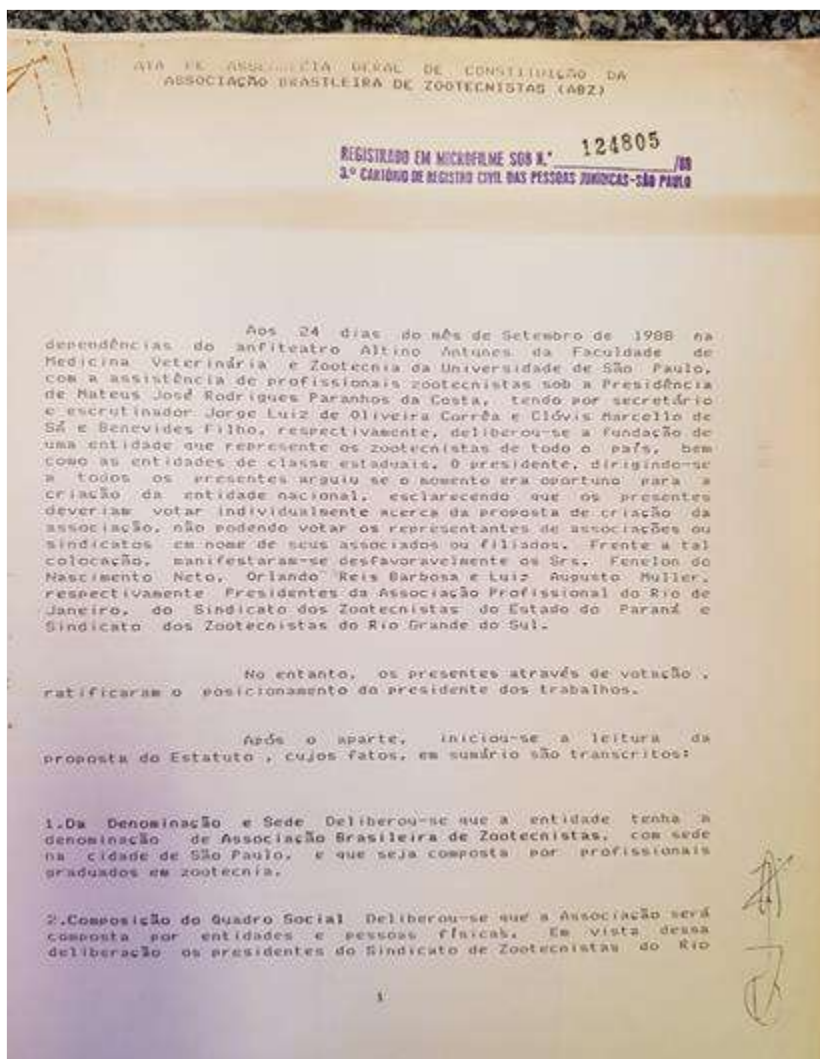 ATA DE ASSEMBLEIA GERAL DE CONSTITUIÇÃO DA
ASSOCIAÇÃO BRASILEIRA DE ZOOTECNISTAS (ABZ)
REGISTRADO EM MICROFILME SOB N.° 124805 /88
3.º CARTÓRIO DE REGISTRO CIVIL DAS PESSOAS JURÍDICAS-SÃO PAULO
Aos 24 dias do mês de Setembro de 1988 na
dependências do anfiteatro Altino Antunes da Faculdade de
Medicina Veterinária e Zootecnia da Universidade de São Paulo,
com a assistência de profissionais zootecnistas sob a Presidência
de Mateus José Rodrigues Paranhos da Costa, tendo por secretário
e escrutinador Jorge Luiz de Oliveira Corrêa e Clóvis Marcello de
Sá e Benevides Filho, respectivamente, deliberou-se a fundação de
uma entidade que represente os zootecnistas de todo o país, bem
como as entidades de classe estaduais. O presidente, dirigindo-se
a todos os presentes arguiu se o momento era oportuno para a
criação da entidade nacional, esclarecendo que os presentes
deveriam votar individualmente acerca da proposta de criação da
associação, não podendo votar os representantes de associações ou
sindicatos em nome de seus associados ou filiados. Frente a tal
colocação, manifestaram-se desfavoravelmente os Srs. Fenelon do
Nascimento Neto, Orlando Reis Barbosa e Luiz Augusto Muller,
respectivamente Presidentes da Associação Profissional do Rio de
Janeiro, do Sindicato dos Zootecnistas do Estado do Paraná e
Sindicato dos Zootecnistas do Rio Grande do Sul.
No entanto, os presentes através de votação ,
ratificaram o posicionamento do presidente dos trabalhos.
Após o aparte, iniciou-se a leitura da
proposta do Estatuto , cujos fatos, em sumário são transcritos:
1.Da Denominação e Sede Deliberou-se que a entidade tenha a
denominação de Associação Brasileira de Zootecnistas, com sede
na cidade de São Paulo, e que seja composta por profissionais
graduados em zootecnia.
2.Composição do Quadro Social Deliberou-se que a Associação será
composta por entidades e pessoas físicas. Em vista dessa
deliberação os presidentes do Sindicato de Zootecnistas do Rio
1